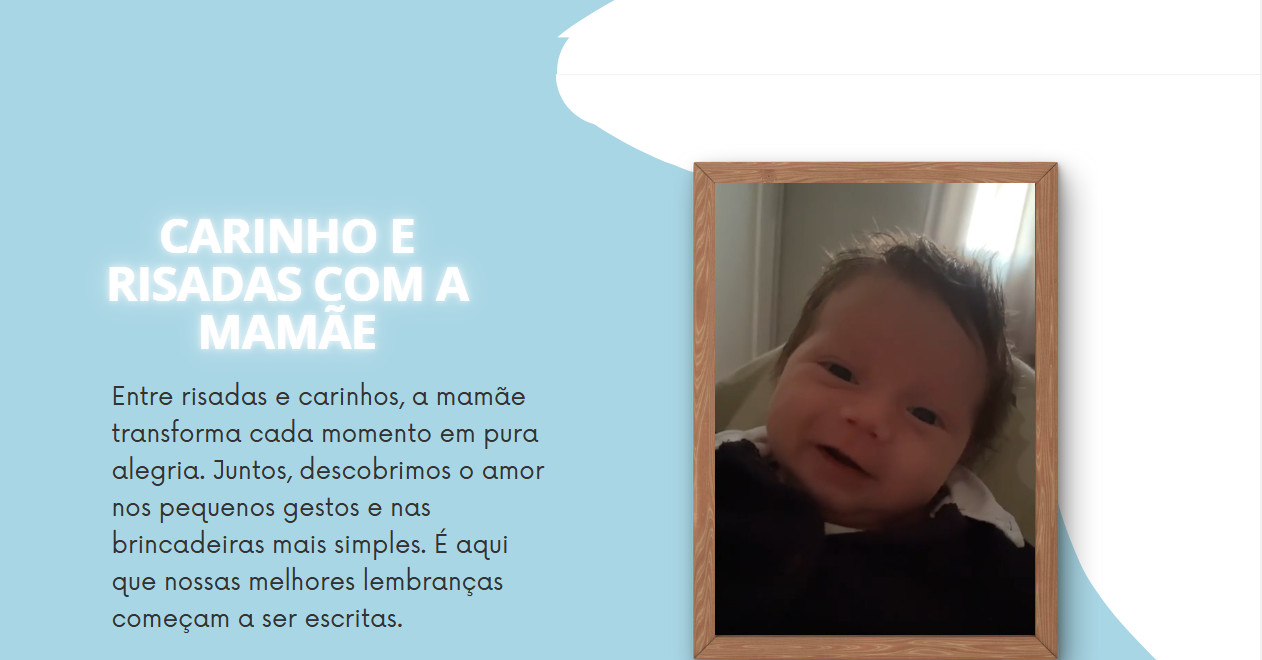 CARINHO E
RISADAS COM A
MAMÃE
Entre risadas e carinhos, a mamãe
transforma cada momento em pura
alegria. Juntos, descobrimos o amor
nos pequenos gestos e nas
brincadeiras mais simples. É aqui
que nossas melhores lembranças
começam a ser escritas.